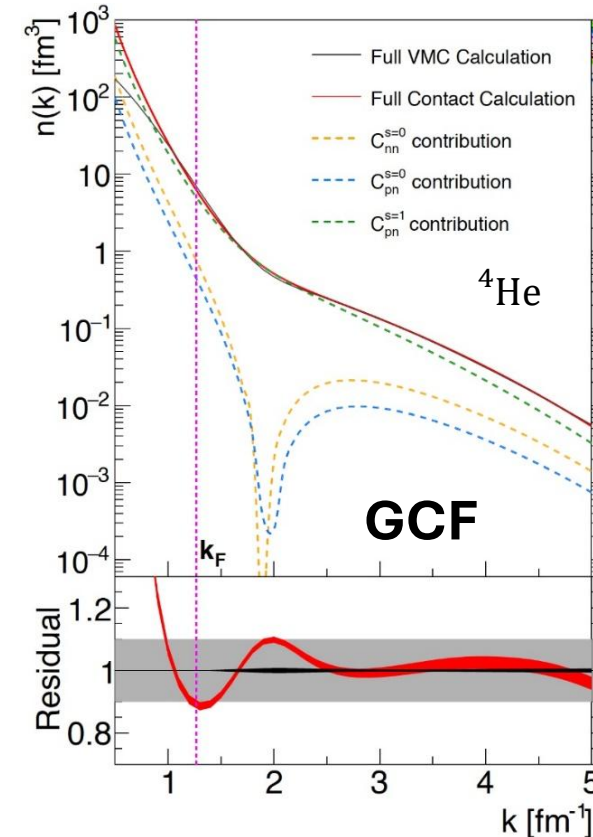 n(k) [fm³]
10³
10²
10
1
10⁻¹
10⁻²
10⁻³
10⁻⁴
Full VMC Calculation
Full Contact Calculation
Cₙₙˢ⁼⁰ contribution
Cₚₙˢ⁼⁰ contribution
Cₚₙˢ⁼¹ contribution
⁴He
GCF
k_F
Residual
1.2
1
0.8
1 2 3 4 5
k [fm⁻¹]